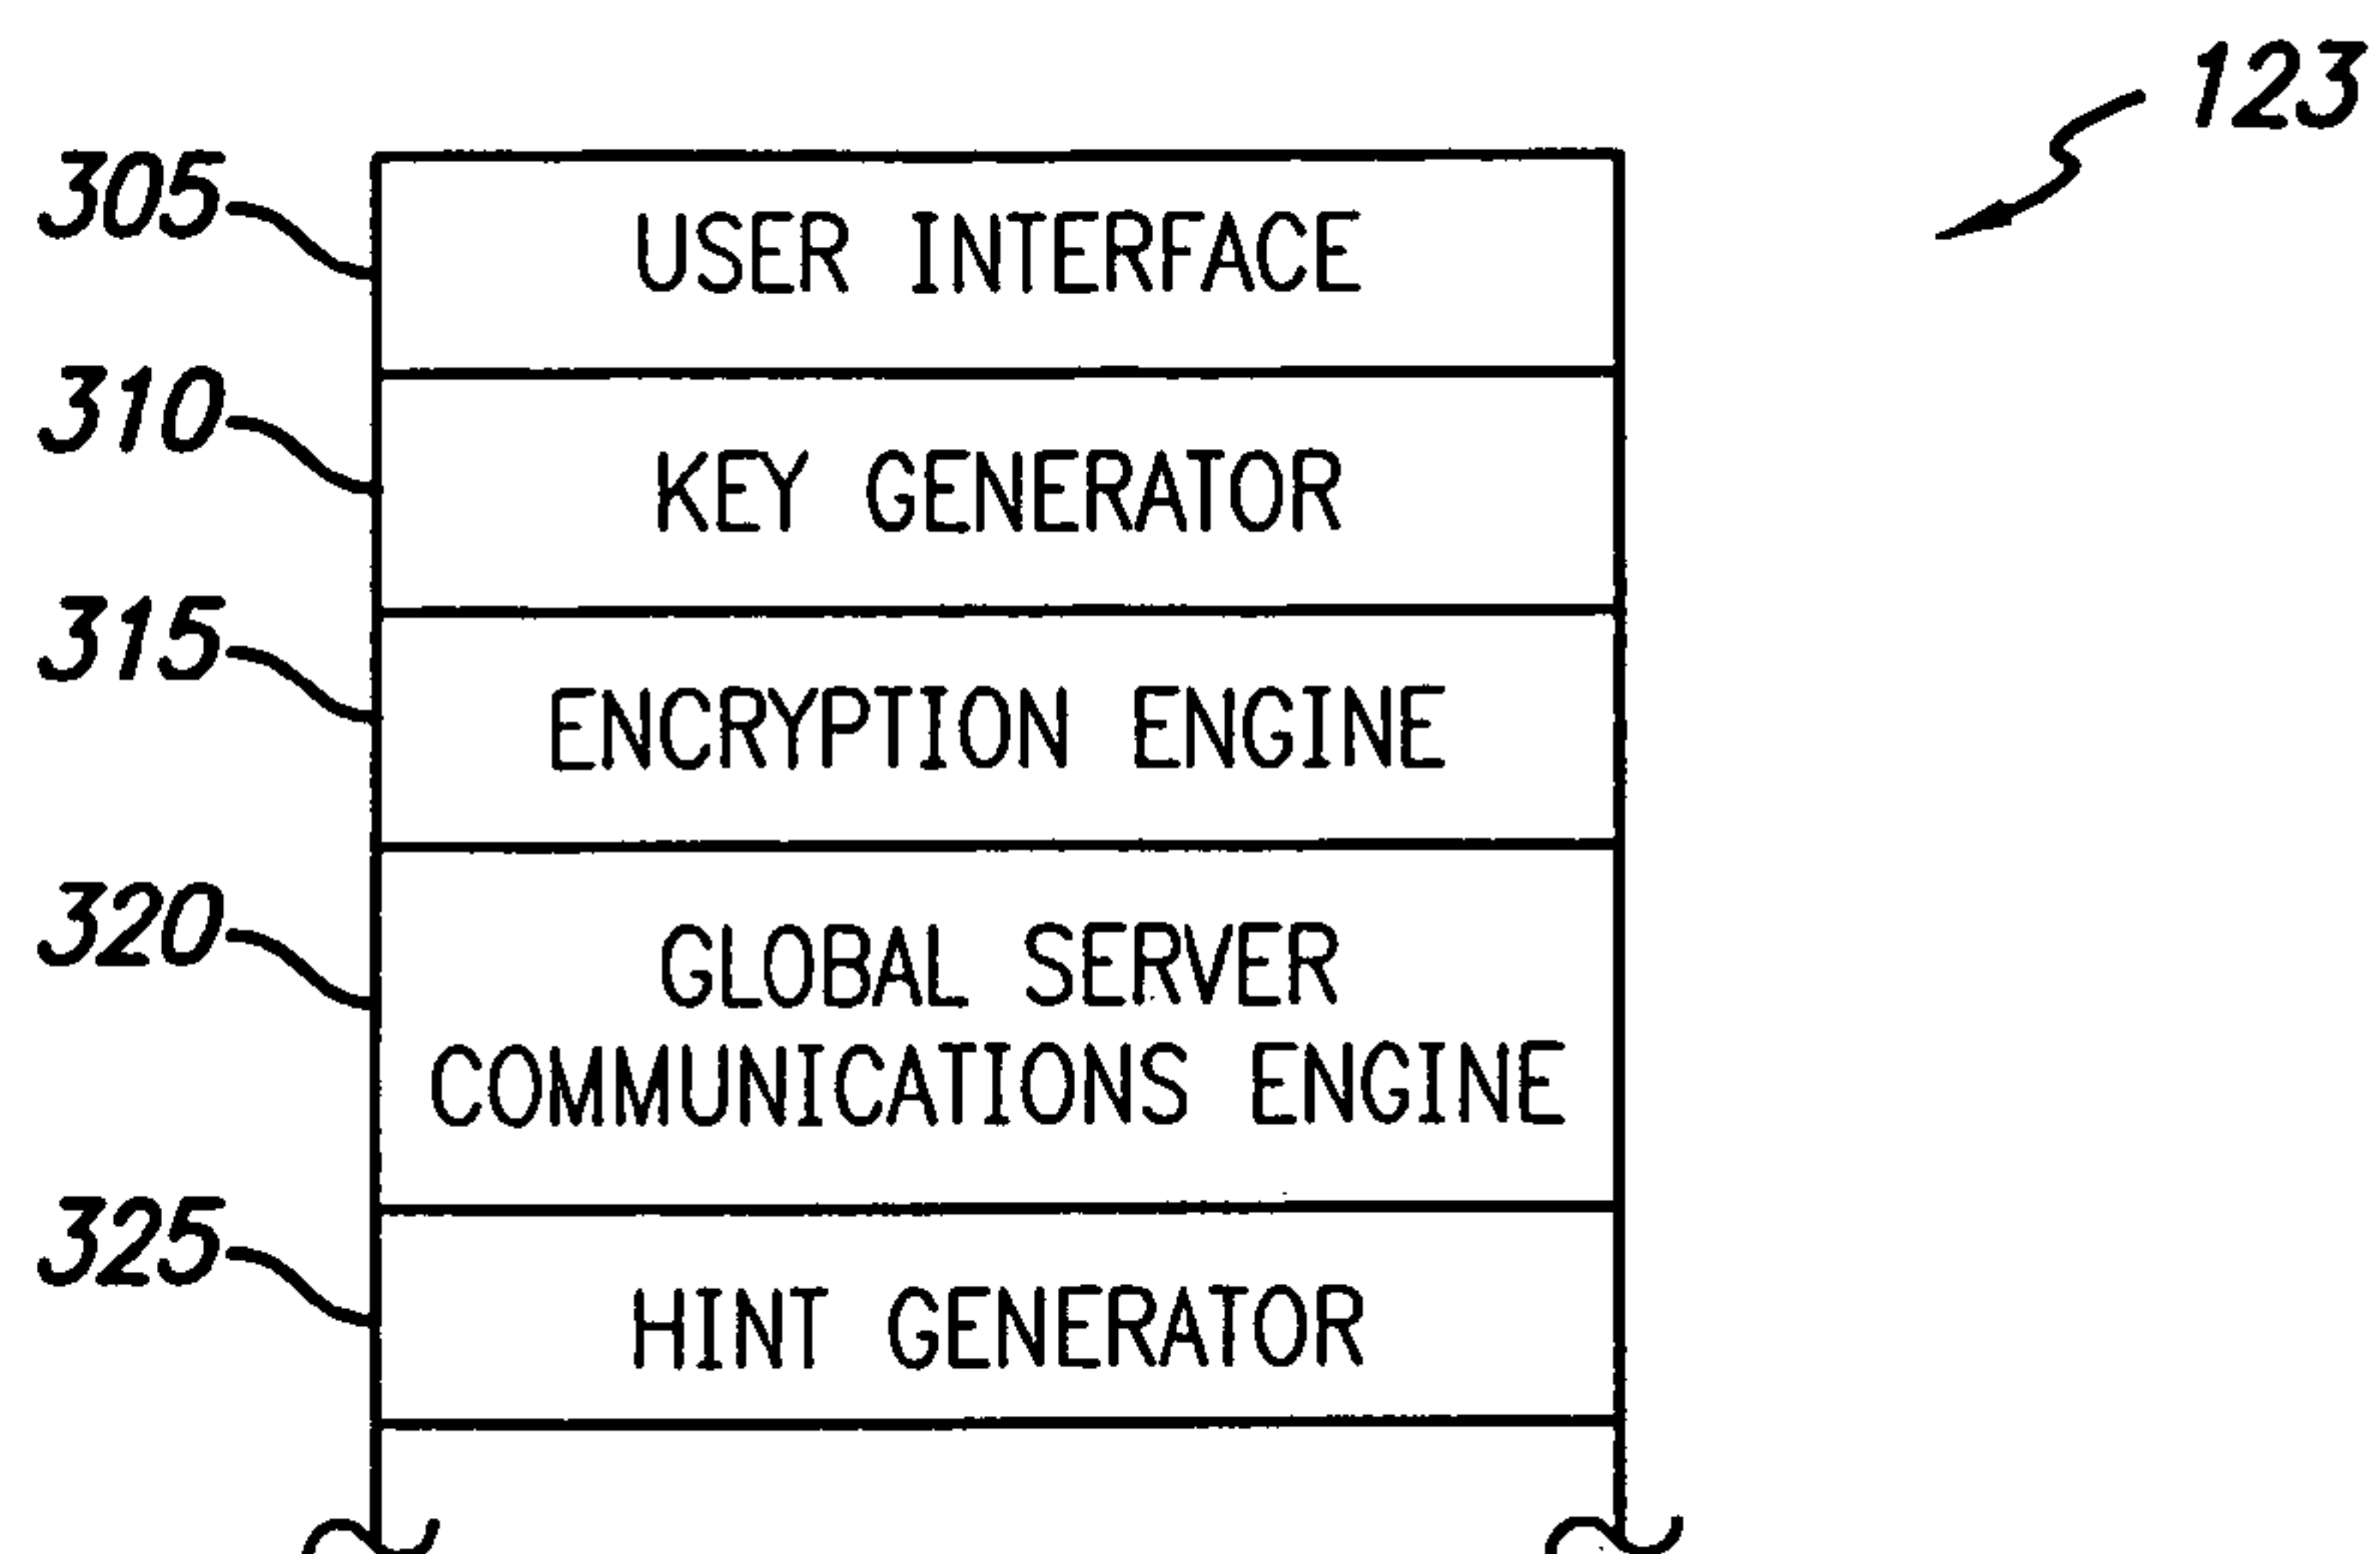 123
305
USER INTERFACE
310
KEY GENERATOR
315
ENCRYPTION ENGINE
320
GLOBAL SERVER
COMMUNICATIONS ENGINE
325
HINT GENERATOR